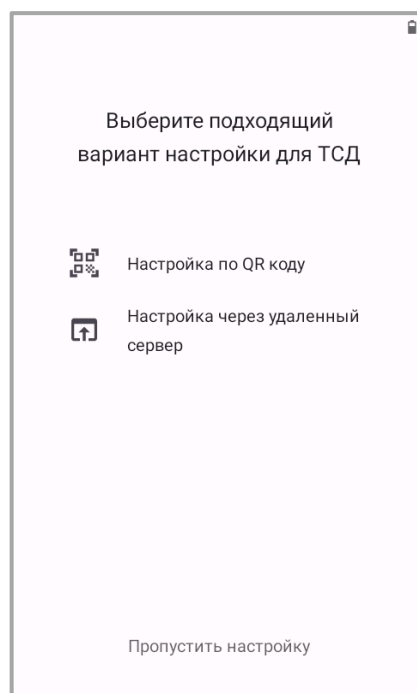 Выберите подходящий
вариант настройки для ТСД
Настройка по QR коду
Настройка через удаленный
сервер
Пропустить настройку